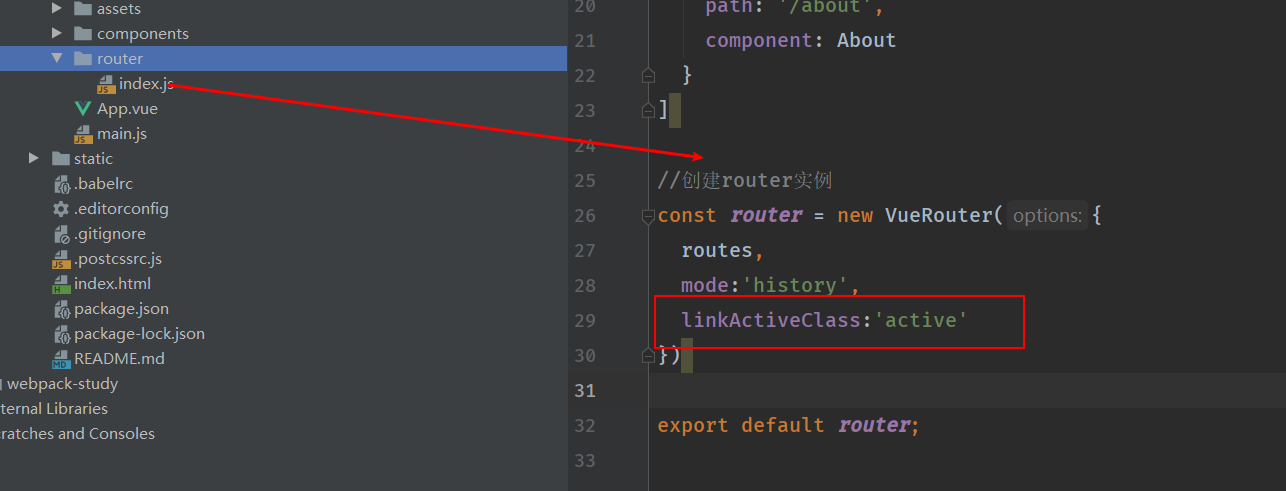 assets
components
router
index.js
App.vue
main.js
static
.babelrc
.editorconfig
.gitignore
.postcssrc.js
index.html
package.json
package-lock.json
README.md
webpack-study
ternal Libraries
ratches and Consoles
20 path: '/about',
21 component: About
22 }
23 ]
24
25 //创建router实例
26 const router = new VueRouter( options: {
27 routes,
28 mode:'history',
29 linkActiveClass:'active'
30 })
31
32 export default router;
33